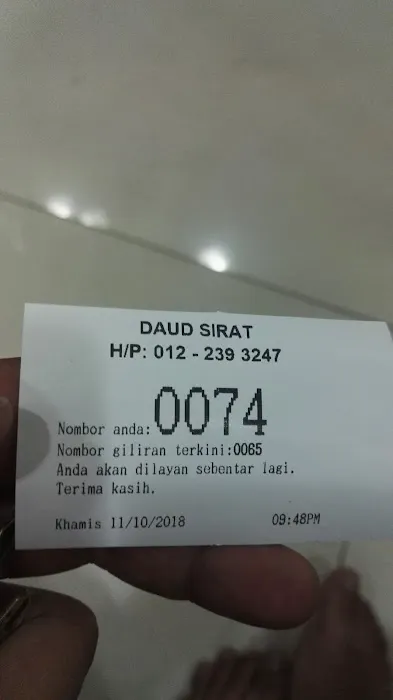 DAUD SIRAT
H/P: 012 - 239 3247
Nombor anda: 0074
Nombor giliran terkini:0065
Anda akan dilayan sebentar lagi.
Terima kasih.
Khamis 11/10/2018 09:48PM